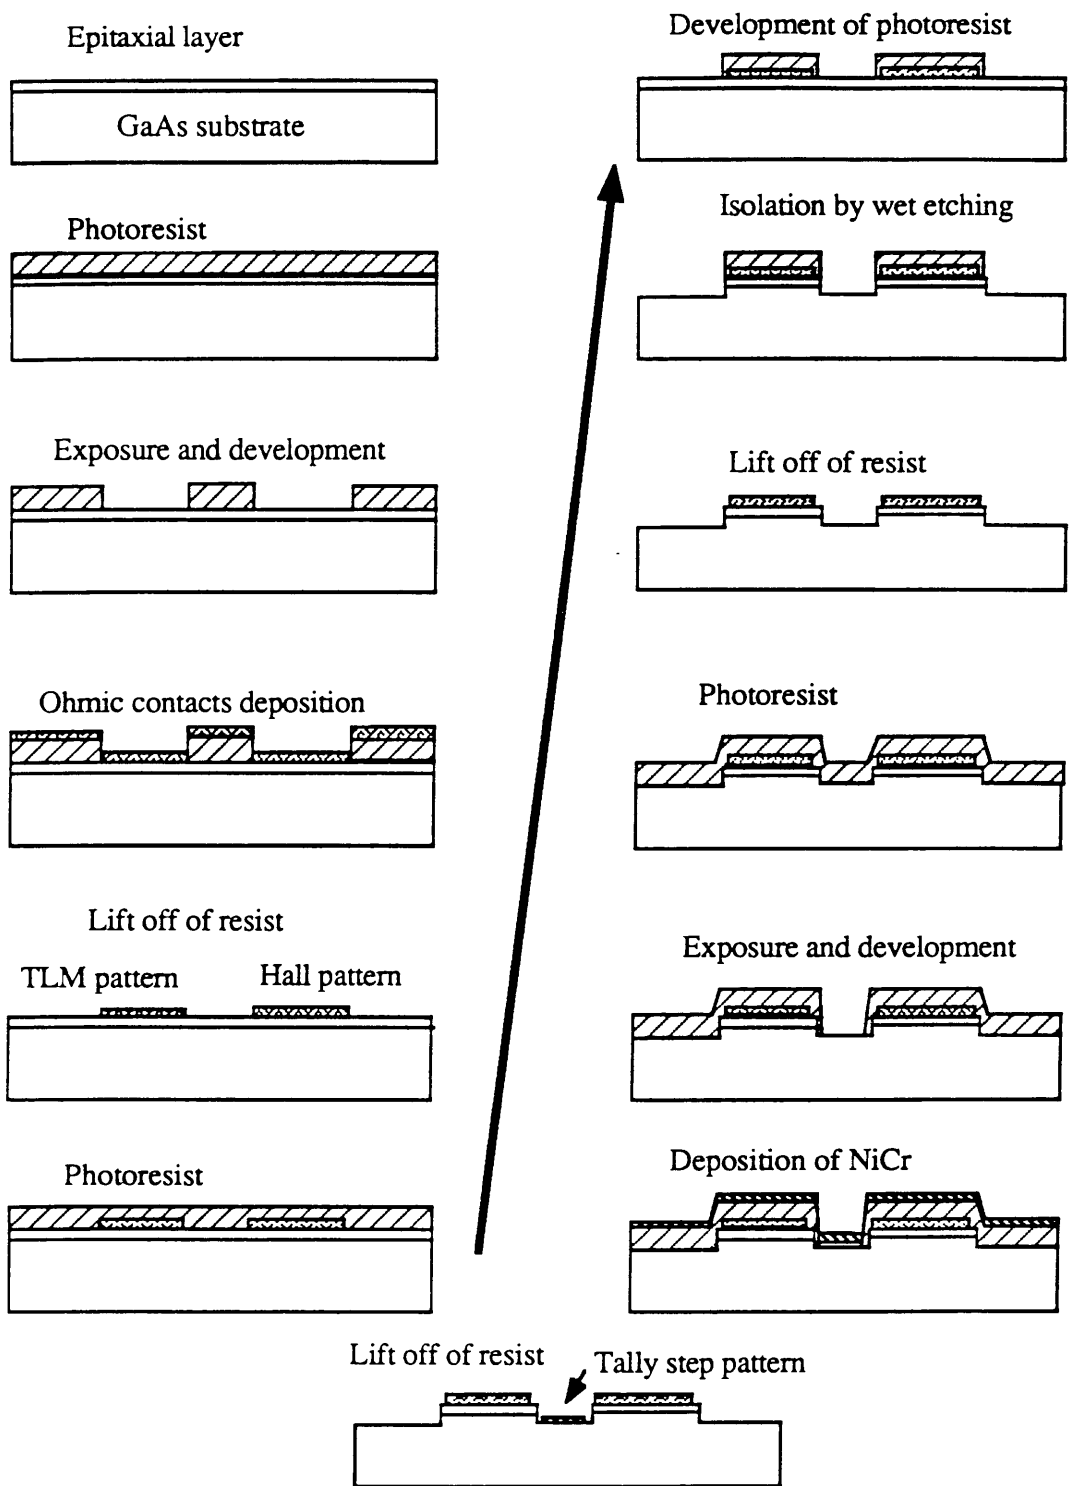 Epitaxial layer
GaAs substrate
Photoresist
Exposure and development
Ohmic contacts deposition
Lift off of resist
TLM pattern
Hall pattern
Photoresist
Development of photoresist
Isolation by wet etching
Lift off of resist
Photoresist
Exposure and development
Deposition of NiCr
Lift off of resist
Tally step pattern